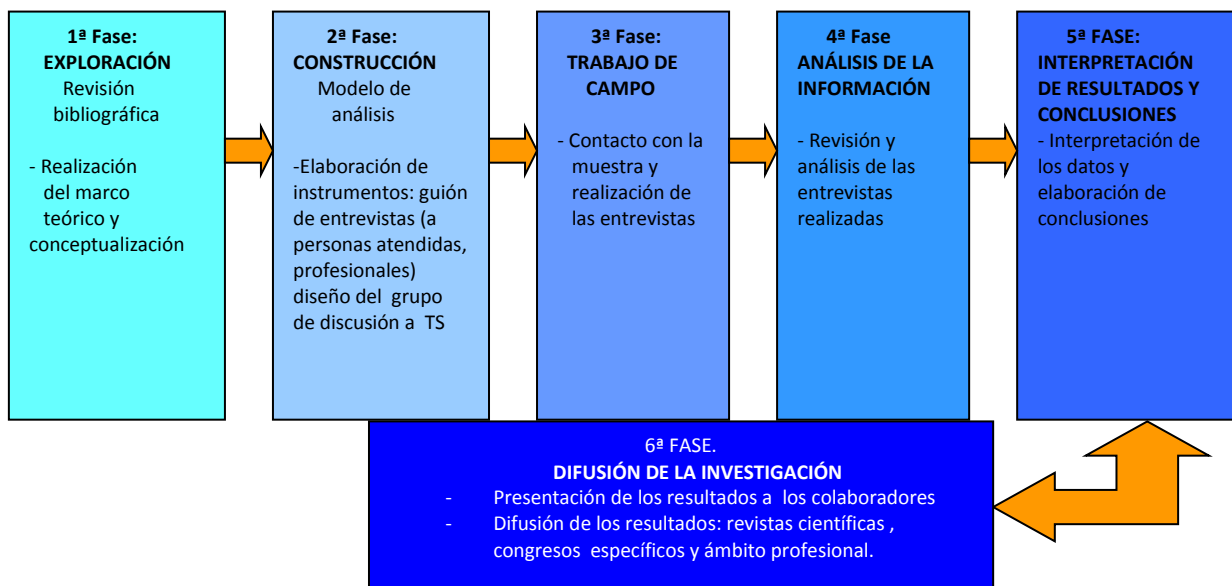 1ª Fase:
EXPLORACIÓN
Revisión
bibliográfica
- Realización
del marco
teórico y
conceptualización
2ª Fase:
CONSTRUCCIÓN
Modelo de
análisis
-Elaboración de
instrumentos: guión
de entrevistas (a
personas atendidas,
profesionales)
diseño del grupo
de discusión a TS
3ª Fase:
TRABAJO DE
CAMPO
- Contacto con la
muestra y
realización de
las entrevistas
4ª Fase
ANÁLISIS DE LA
INFORMACIÓN
- Revisión y
análisis de las
entrevistas
realizadas
5ª FASE:
INTERPRETACIÓN
DE RESULTADOS Y
CONCLUSIONES
- Interpretación de
los datos y
elaboración de
conclusiones
6ª FASE.
DIFUSIÓN DE LA INVESTIGACIÓN
- Presentación de los resultados a los colaboradores
- Difusión de los resultados: revistas científicas ,
congresos específicos y ámbito profesional.